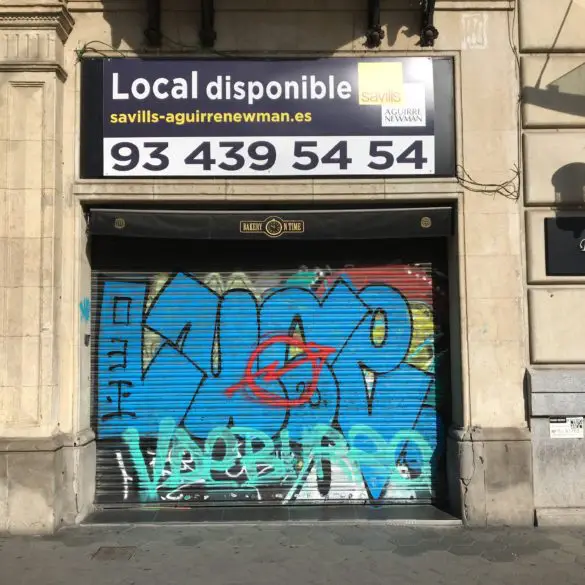 Local disponible
savills
savills-aguirrenewman.es
AGUIRRE
NEWMAN
93 439 54 54
BAKERY N TIME